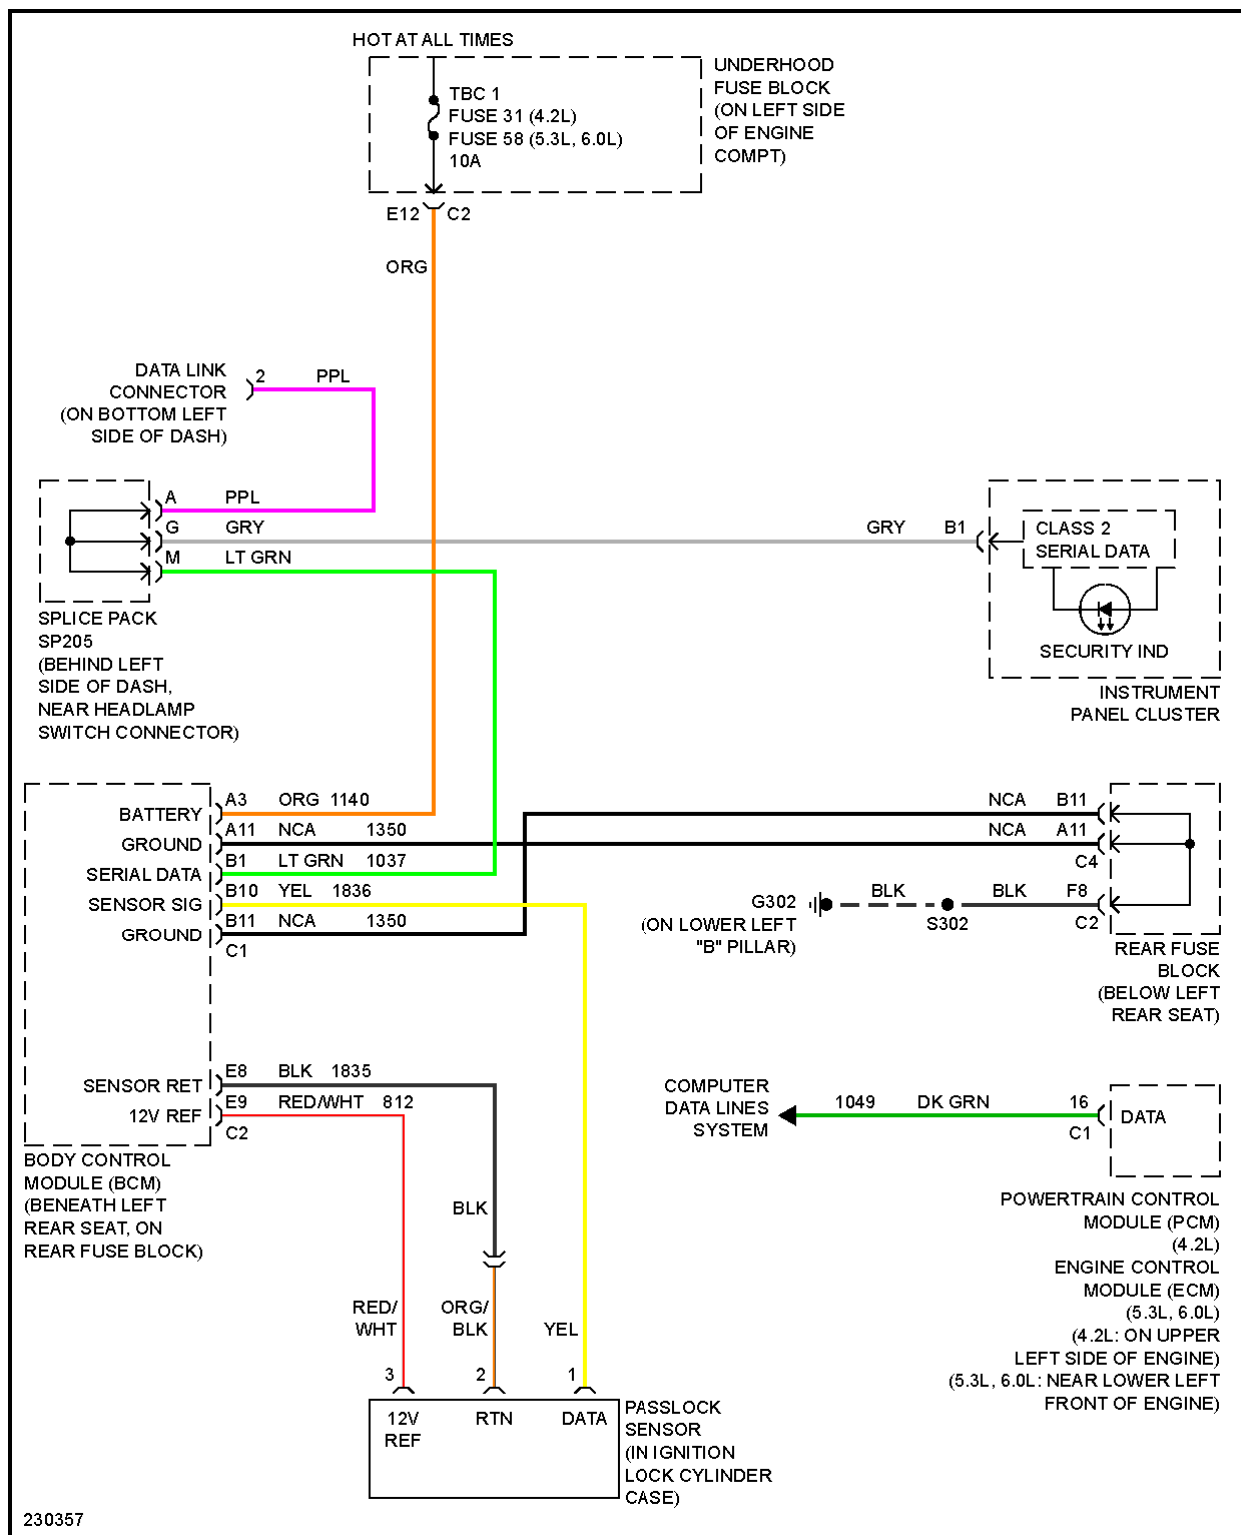 HOT AT ALL TIMES
TBC 1
FUSE 31 (4.2L)
FUSE 58 (5.3L, 6.0L)
10A
UNDERHOOD
FUSE BLOCK
(ON LEFT SIDE
OF ENGINE
COMPT)
E12 C2
ORG
DATA LINK
CONNECTOR
(ON BOTTOM LEFT
SIDE OF DASH)
2 PPL
A PPL
G GRY
M LT GRN
SPLICE PACK
SP205
(BEHIND LEFT
SIDE OF DASH,
NEAR HEADLAMP
SWITCH CONNECTOR)
GRY B1
CLASS 2
SERIAL DATA
SECURITY IND
INSTRUMENT
PANEL CLUSTER
BATTERY A3 ORG 1140
GROUND A11 NCA 1350
SERIAL DATA B1 LT GRN 1037
SENSOR SIG B10 YEL 1836
GROUND B11 NCA 1350
C1
SENSOR RET E8 BLK 1835
12V REF E9 RED/WHT 812
C2
BODY CONTROL
MODULE (BCM)
(BENEATH LEFT
REAR SEAT, ON
REAR FUSE BLOCK)
NCA B11
NCA A11
C4
G302
(ON LOWER LEFT
"B" PILLAR)
BLK
S302
BLK F8
C2
REAR FUSE
BLOCK
(BELOW LEFT
REAR SEAT)
COMPUTER
DATA LINES
SYSTEM
1049 DK GRN 16
C1
DATA
POWERTRAIN CONTROL
MODULE (PCM)
(4.2L)
ENGINE CONTROL
MODULE (ECM)
(5.3L, 6.0L)
(4.2L: ON UPPER
LEFT SIDE OF ENGINE)
(5.3L, 6.0L: NEAR LOWER LEFT
FRONT OF ENGINE)
BLK
RED/
WHT
ORG/
BLK
YEL
3 2 1
12V
REF
RTN
DATA
PASSLOCK
SENSOR
(IN IGNITION
LOCK CYLINDER
CASE)
230357